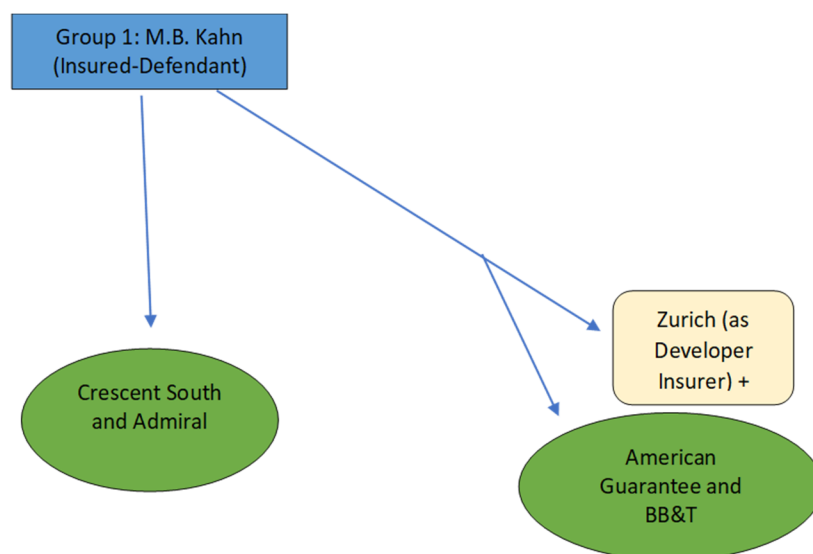 Group 1: M.B. Kahn
(Insured-Defendant)
Crescent South
and Admiral
Zurich (as
Developer
Insurer) +
American
Guarantee and
BB&T